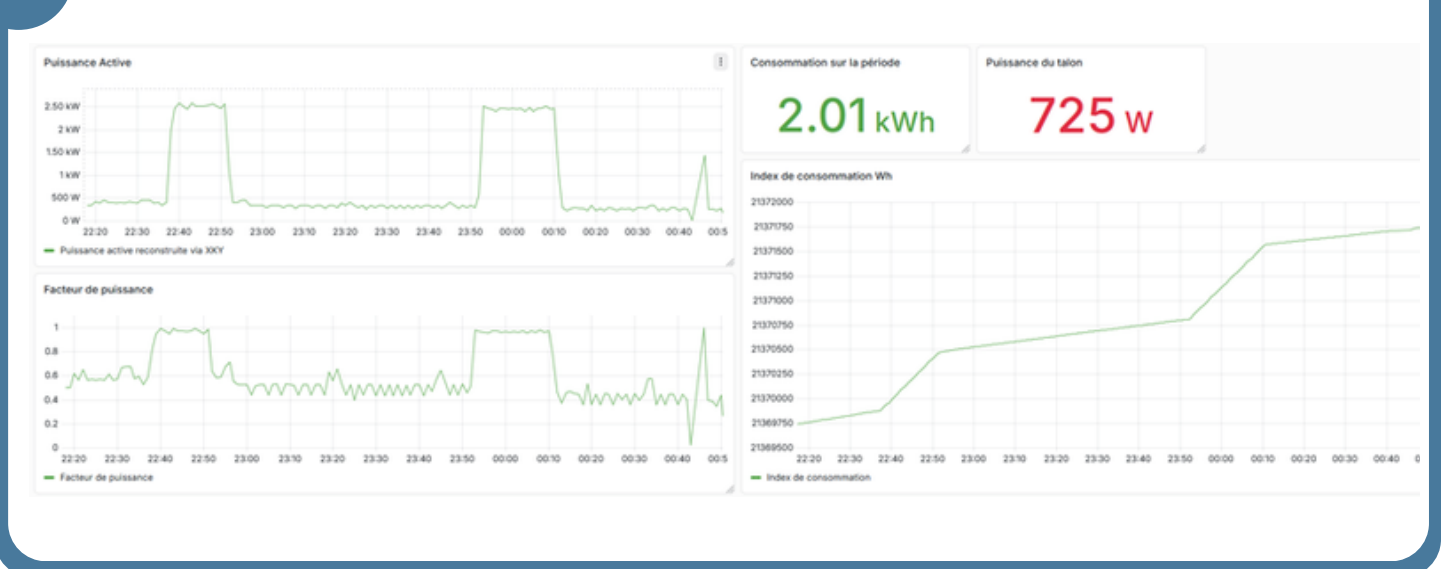 Puissance Active
2.50 kW
2 kW
1.50 kW
1 kW
500 W
0 W
22:20 22:30 22:40 22:50 23:00 23:10 23:20 23:30 23:40 23:50 00:00 00:10 00:20 00:30 00:40 00:5
Puissance active reconstruite via XKY
Facteur de puissance
1
0.8
0.6
0.4
0.2
0
22:20 22:30 22:40 22:50 23:00 23:10 23:20 23:30 23:40 23:50 00:00 00:10 00:20 00:30 00:40 00:5
Facteur de puissance
Consommation sur la période
2.01 kWh
Puissance du talon
725 W
Index de consommation Wh
21372000
21371750
21371500
21371250
21371000
21370750
21370500
21370250
21370000
21369750
21369500
22:20 22:30 22:40 22:50 23:00 23:10 23:20 23:30 23:40 23:50 00:00 00:10 00:20 00:30 00:40 0
Index de consommation